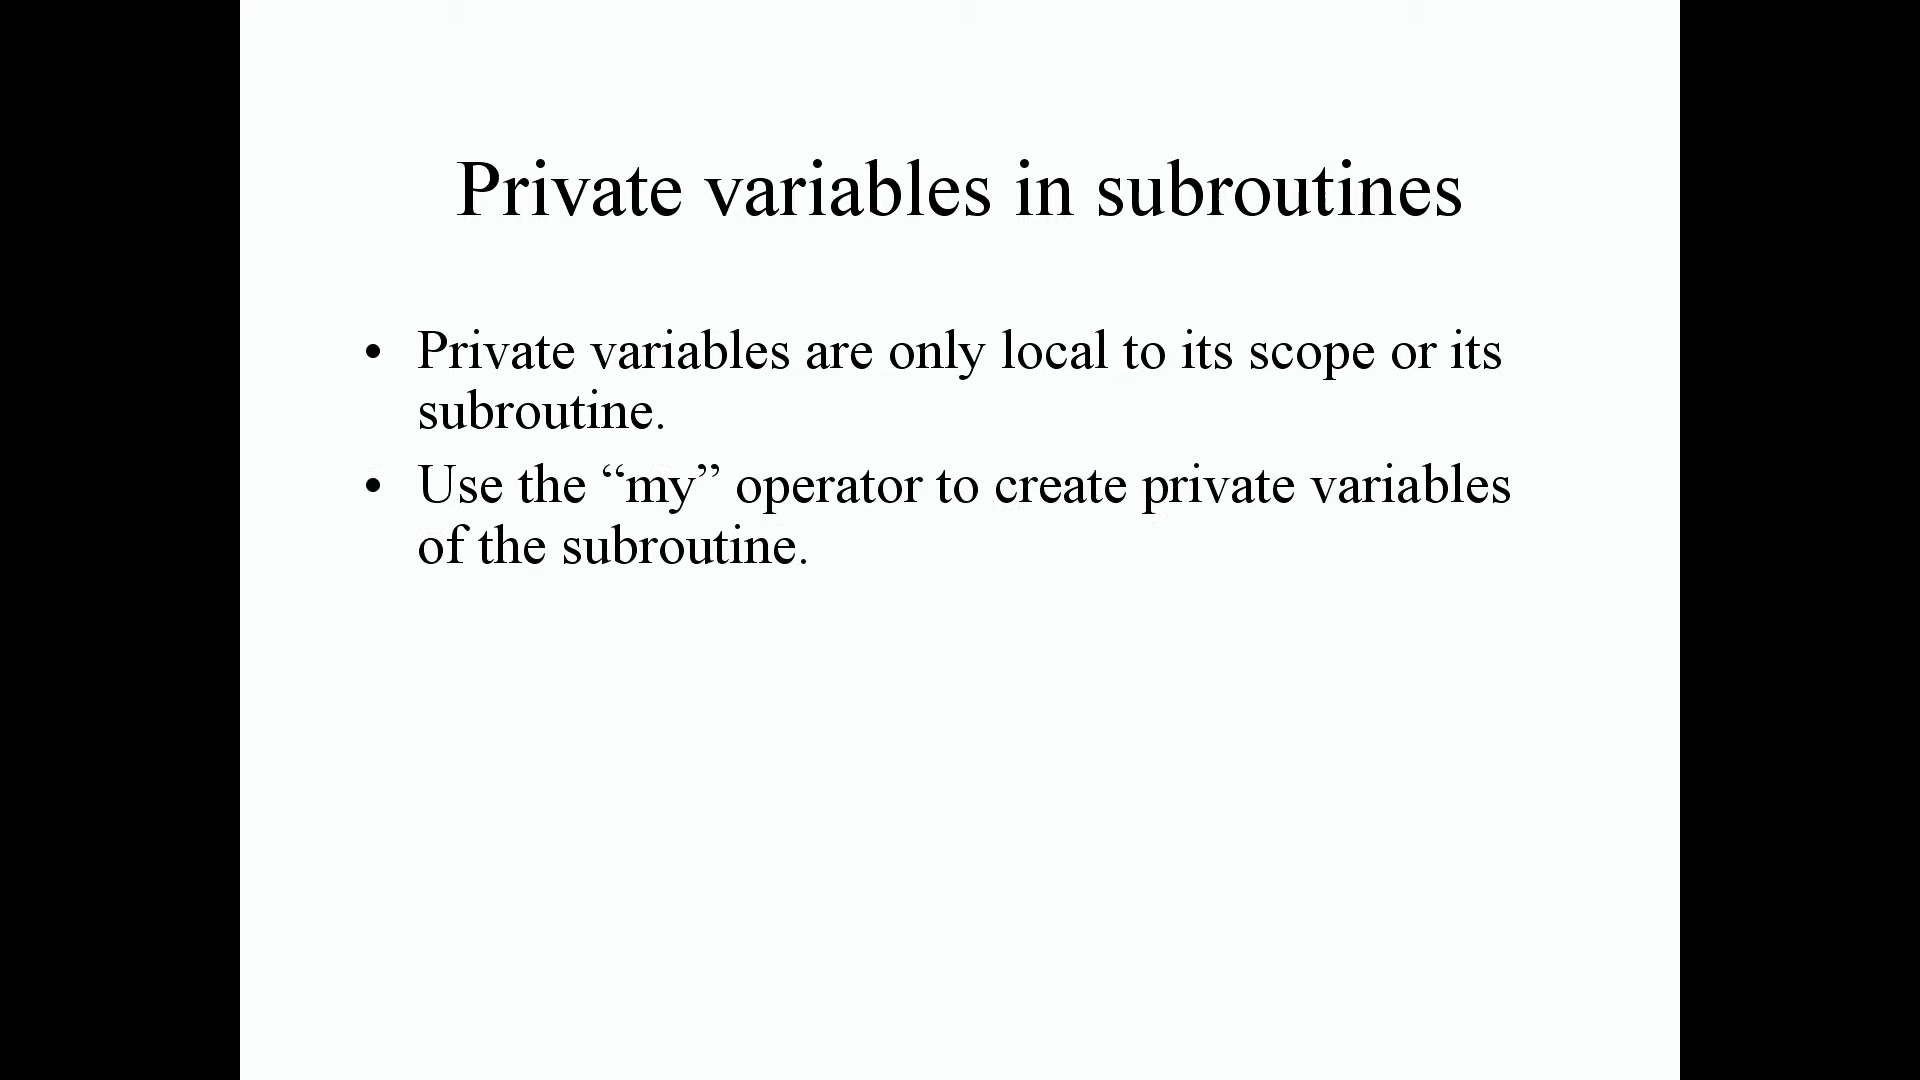 Private variables in subroutines
• Private variables are only local to its scope or its
subroutine.
• Use the “my” operator to create private variables
of the subroutine.